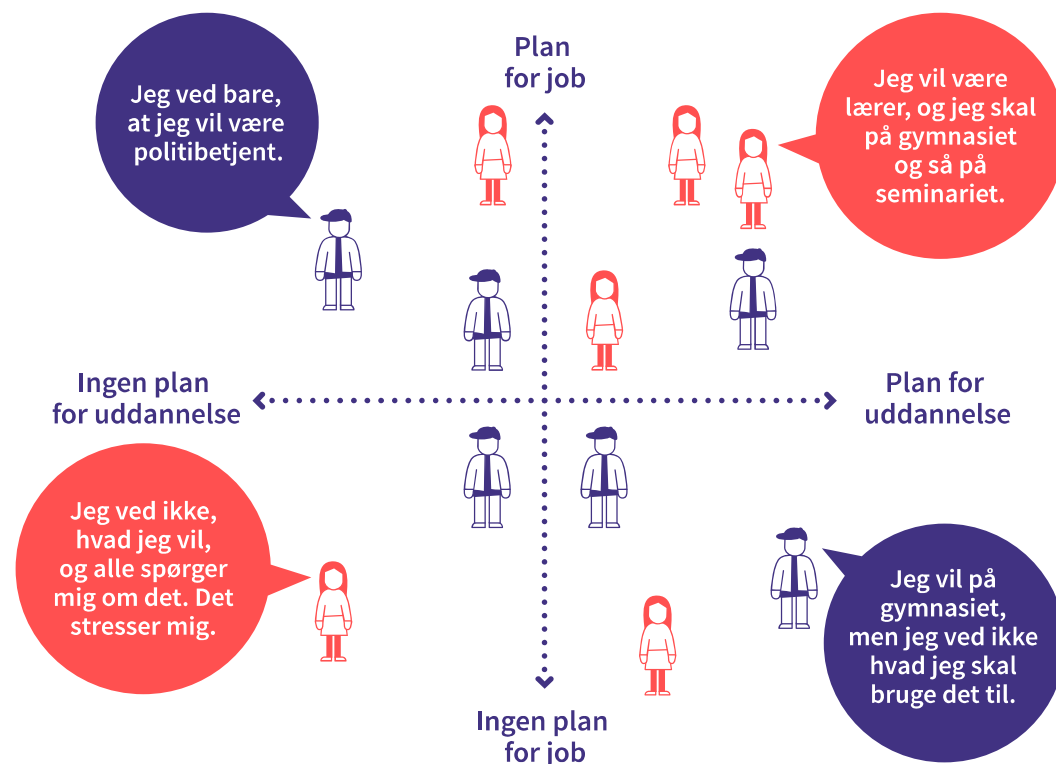 Plan
for job
Jeg ved bare,
at jeg vil være
politibetjent.
Jeg vil være
lærer, og jeg skal
på gymnasiet
og så på
seminariet.
Ingen plan
for uddannelse
Plan for
uddannelse
Jeg ved ikke,
hvad jeg vil,
og alle spørger
mig om det. Det
stresser mig.
Jeg vil på
gymnasiet,
men jeg ved ikke
hvad jeg skal
bruge det til.
Ingen plan
for job